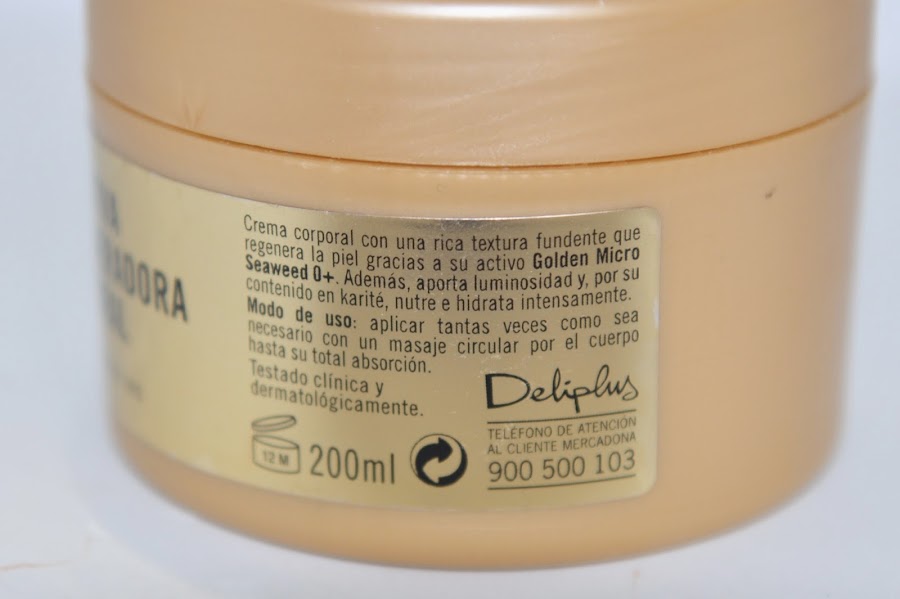 ADORA
Crema corporal con una rica textura fundente que
regenera la piel gracias a su activo Golden Micro
Seaweed O+. Además, aporta luminosidad y, por su
contenido en karité, nutre e hidrata intensamente.
Modo de uso: aplicar tantas veces como sea
necesario con un masaje circular por el cuerpo
hasta su total absorción.
Testado clínica y
dermatológicamente.
12 M
200ml
Deliplus
TELÉFONO DE ATENCIÓN
AL CLIENTE MERCADONA
900 500 103